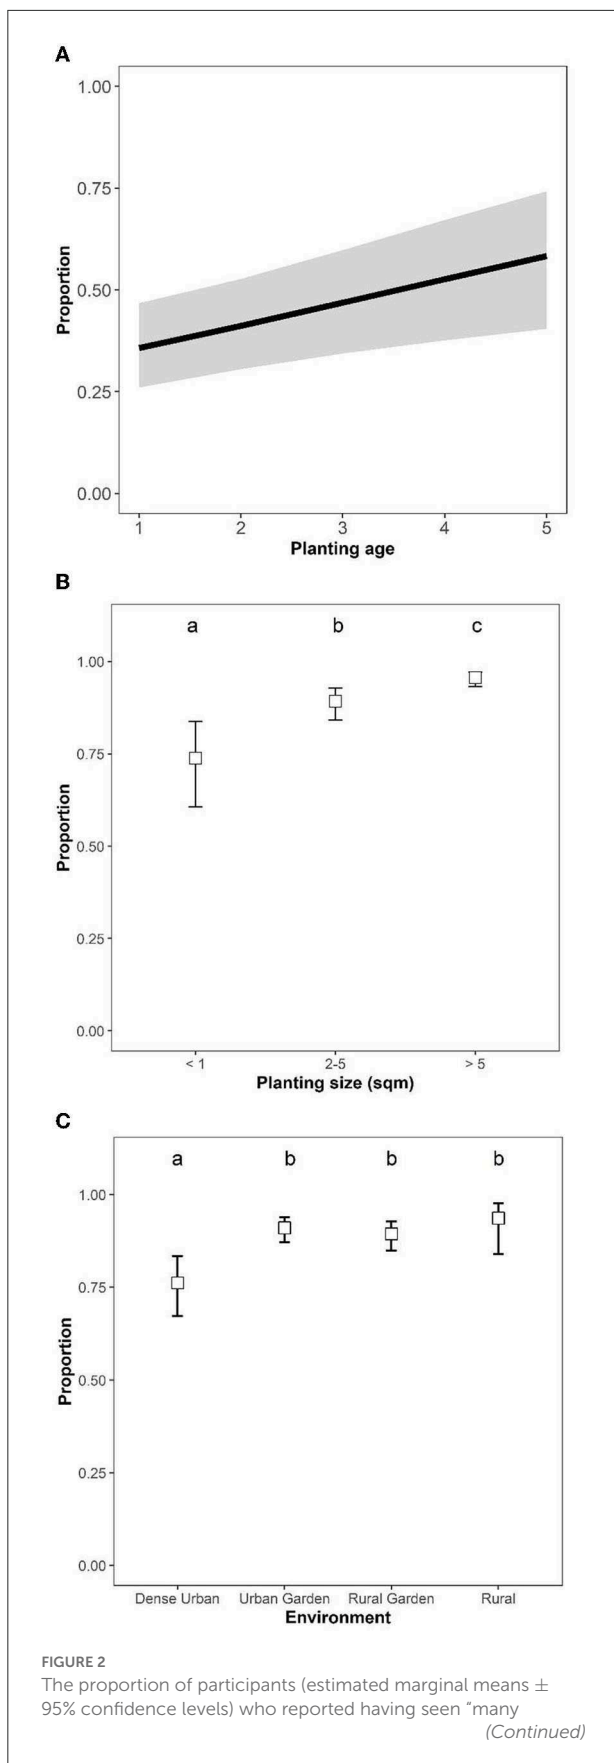 A
1.00
0.75
0.50
0.25
0.00
Proportion
1 2 3 4 5
Planting age
B
a b c
1.00
0.75
0.50
0.25
0.00
Proportion
< 1 2-5 > 5
Planting size (sqm)
C
a b b b
1.00
0.75
0.50
0.25
0.00
Proportion
Dense Urban Urban Garden Rural Garden Rural
Environment
FIGURE 2
The proportion of participants (estimated marginal means ±
95% confidence levels) who reported having seen “many
(Continued)